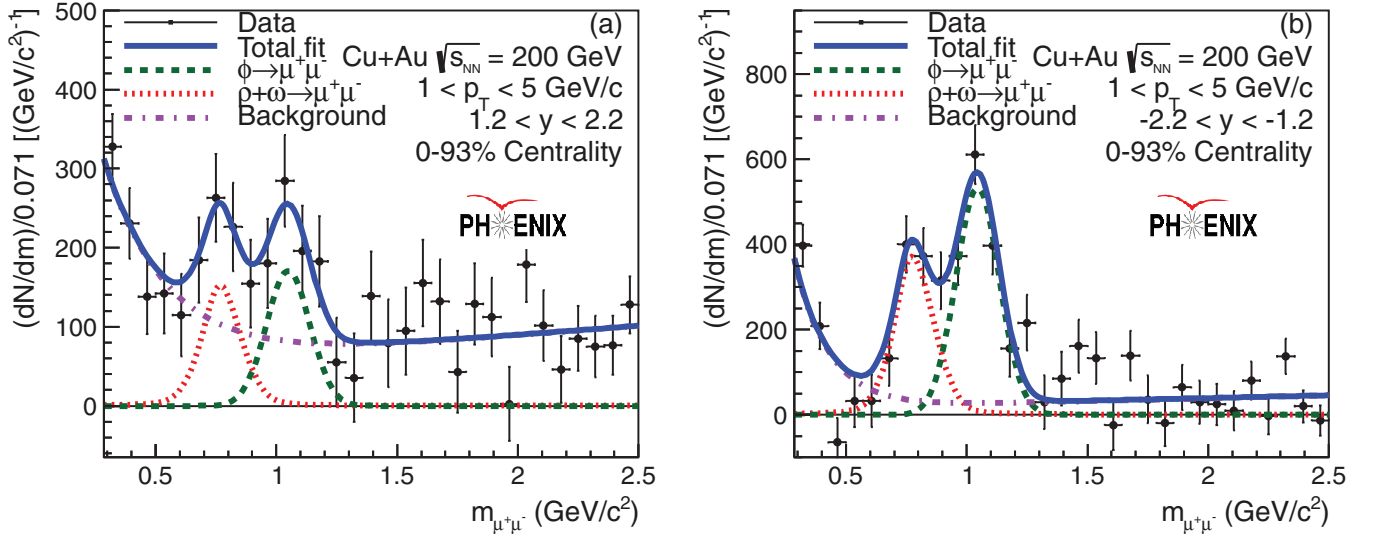 (a)
Data
Total fit
Cu+Au √s_NN = 200 GeV
ϕ→μ⁺μ⁻
1 < p_T < 5 GeV/c
ρ+ω→μ⁺μ⁻
1.2 < y < 2.2
Background
0-93% Centrality
PHENIX
500
400
300
200
100
0
0.5
1
1.5
2
2.5
(dN/dm)/0.071 [(GeV/c²)⁻¹]
m_μ⁺μ⁻ (GeV/c²)
(b)
Data
Total fit
Cu+Au √s_NN = 200 GeV
ϕ→μ⁺μ⁻
1 < p_T < 5 GeV/c
ρ+ω→μ⁺μ⁻
-2.2 < y < -1.2
Background
0-93% Centrality
PHENIX
800
600
400
200
0
0.5
1
1.5
2
2.5
(dN/dm)/0.071 [(GeV/c²)⁻¹]
m_μ⁺μ⁻ (GeV/c²)